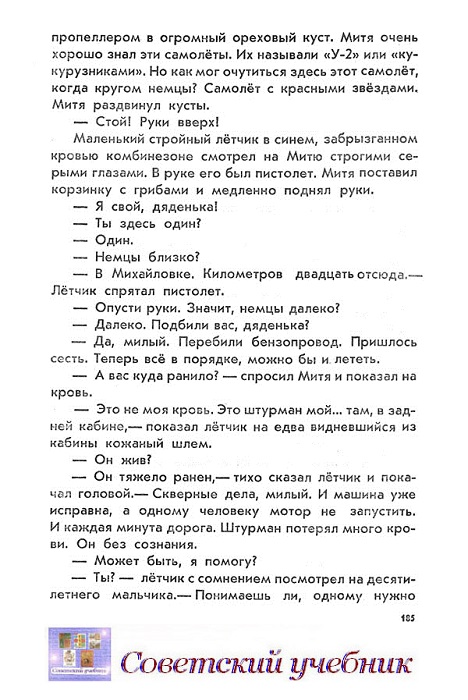 пропеллером в огромный ореховый куст. Митя очень
хорошо знал эти самолёты. Их называли «У-2» или «ку-
курузниками». Но как мог очутиться здесь этот самолёт,
когда кругом немцы? Самолёт с красными звёздами.
Митя раздвинул кусты.
— Стой! Руки вверх!
Маленький стройный лётчик в синем, забрызганном
кровью комбинезоне смотрел на Митю строгими се-
рыми глазами. В руке его был пистолет. Митя поставил
корзинку с грибами и медленно поднял руки.
— Я свой, дяденька!
— Ты здесь один?
— Один.
— Немцы близко?
— В Михайловке. Километров двадцать отсюда.—
Лётчик спрятал пистолет.
— Опусти руки. Значит, немцы далеко?
— Далеко. Подбили вас, дяденька?
— Да, милый. Перебили бензопровод. Пришлось
сесть. Теперь всё в порядке, можно бы и лететь.
— А вас куда ранило? — спросил Митя и показал на
кровь.
— Это не моя кровь. Это штурман мой... там, в зад-
ней кабине,— показал лётчик на едва видневшийся из
кабины кожаный шлем.
— Он жив?
— Он тяжело ранен,— тихо сказал лётчик и пока-
чал головой.— Скверные дела, милый. И машина уже
исправна, а одному человеку мотор не запустить.
И каждая минута дорога. Штурман потерял много кро-
ви. Он без сознания.
— Может быть, я помогу?
— Ты? — лётчик с сомнением посмотрел на десяти-
летнего мальчика.— Понимаешь ли, одному нужно
185
Советский учебник